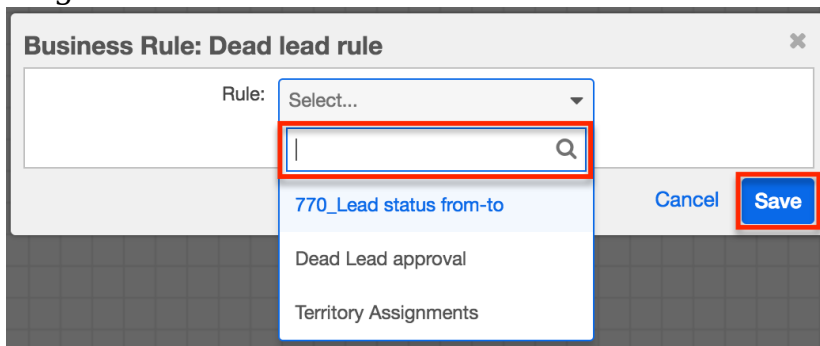 Business Rule: Dead lead rule
Rule:
Select...
770_Lead status from-to
Cancel
Save
Dead Lead approval
Territory Assignments